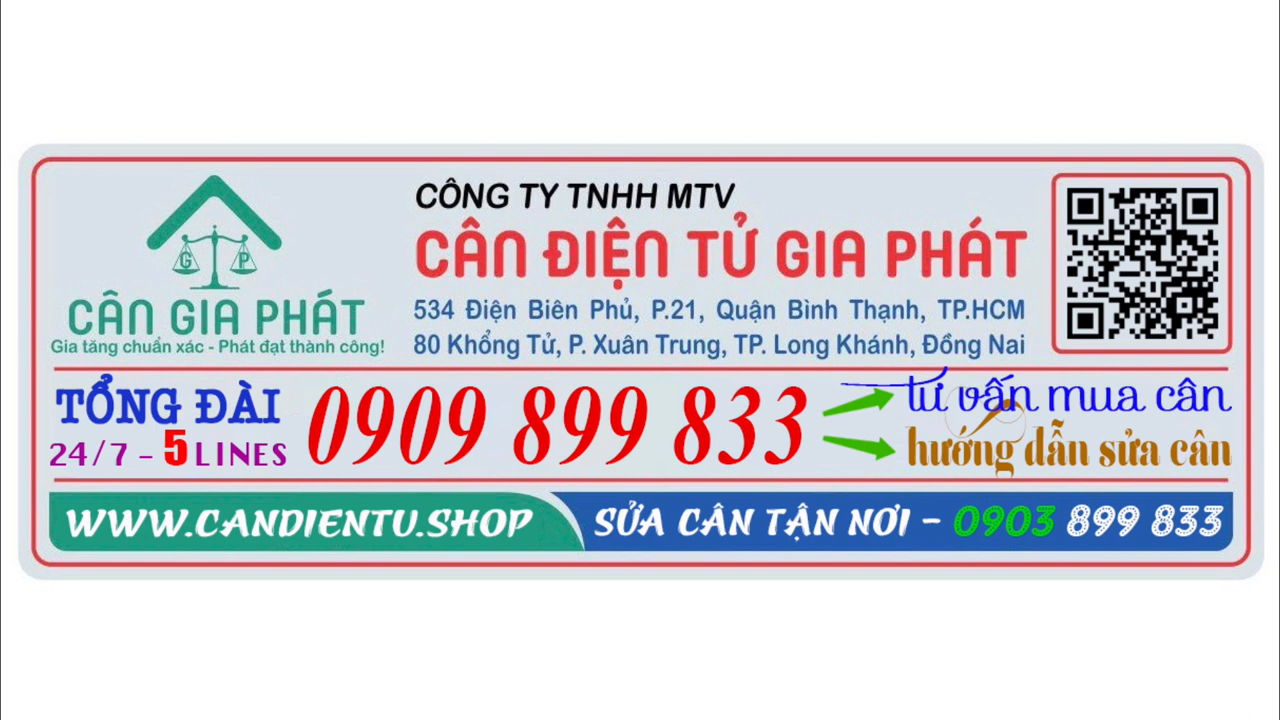 G P
CÂN GIA PHÁT
Gia tăng chuẩn xác - Phát đạt thành công!
CÔNG TY TNHH MTV
CÂN ĐIỆN TỬ GIA PHÁT
534 Điện Biên Phủ, P.21, Quận Bình Thạnh, TP.HCM
80 Khổng Tử, P. Xuân Trung, TP. Long Khánh, Đồng Nai
TỔNG ĐÀI
24/7 - 5 LINES
0909 899 833
tư vấn mua cân
hướng dẫn sửa cân
WWW.CANDIENTU.SHOP
SỬA CÂN TẬN NƠI - 0903 899 833